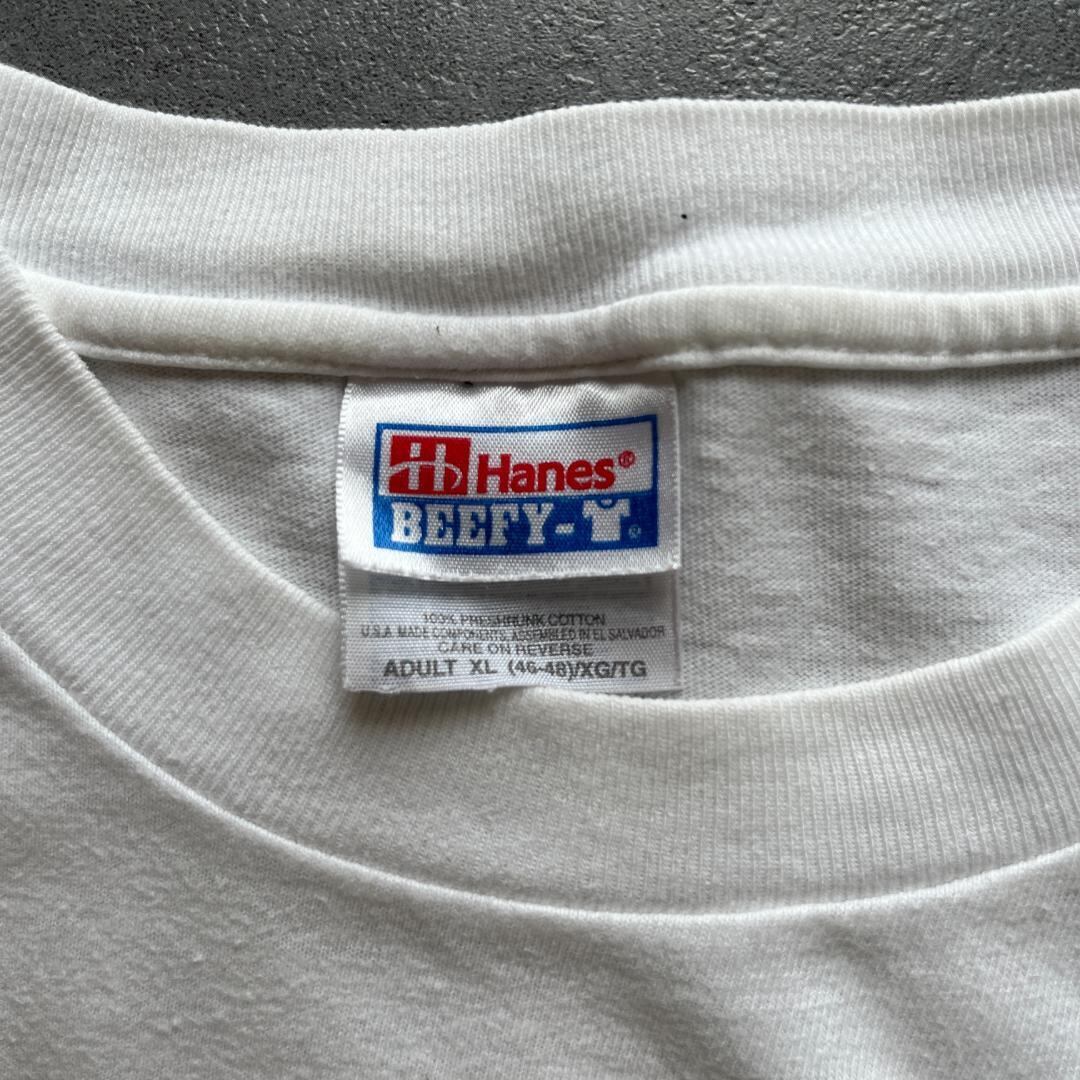 Hanes®
BEEFY-T®
100% PRESHRUNK COTTON
U.S.A. MADE COMPONENTS, ASSEMBLED IN EL SALVADOR
CARE ON REVERSE
ADULT XL (46-48)/XG/TG